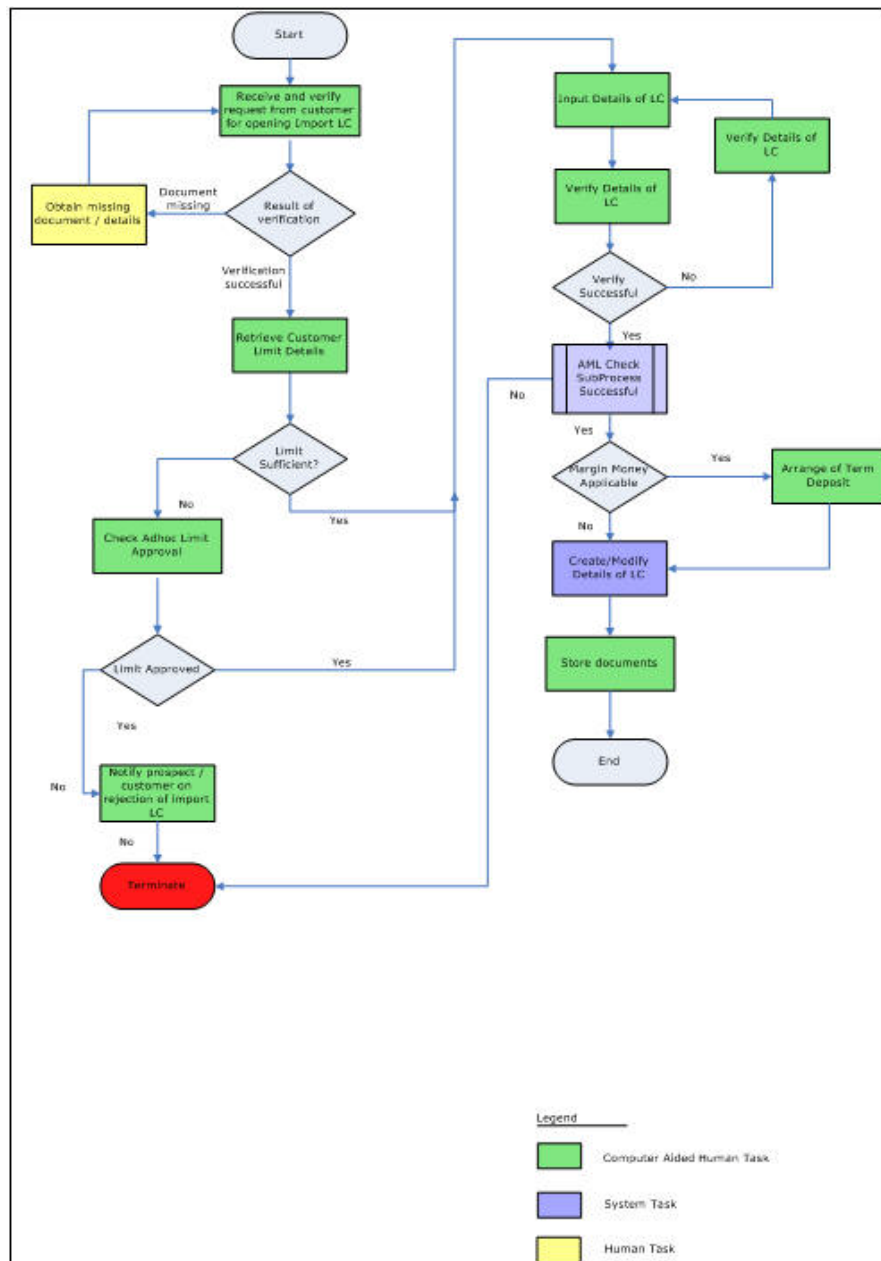 Start
Receive and verify
request from customer
for opening Import LC
Document
missing
Obtain missing
document / details
Result of
verification
Verification
successful
Retrieve Customer
Limit Details
Limit
Sufficient?
No
Yes
Check Adhoc Limit
Approval
Limit Approved
Yes
Yes
No
Notify prospect /
customer on
rejection of import
LC
No
Terminate
Input Details of LC
Verify Details of
LC
Verify Details of
LC
Verify
Successful
No
Yes
AML Check
SubProcess
Successful
No
Yes
Margin Money
Applicable
Yes
Arrange of Term
Deposit
No
Create/Modify
Details of LC
Store documents
End
Legend
Computer Aided Human Task
System Task
Human Task